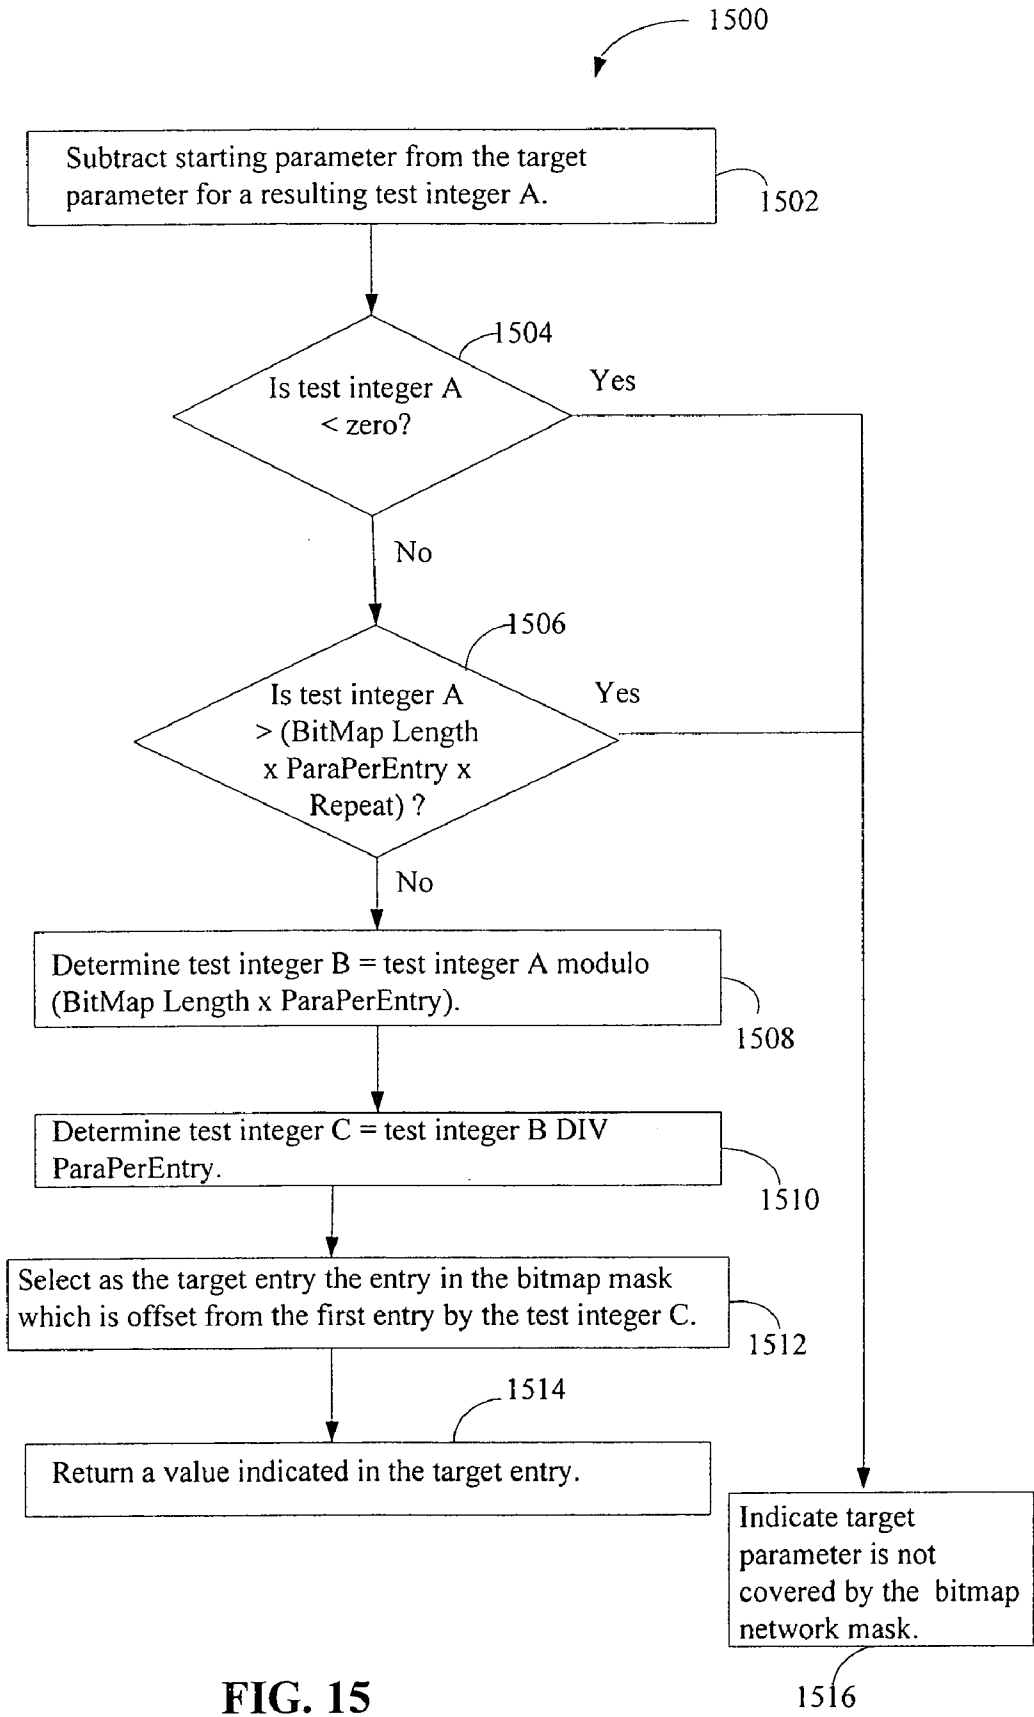 1500
Subtract starting parameter from the target
parameter for a resulting test integer A.
1502
1504
Is test integer A
< zero?
Yes
No
1506
Is test integer A
> (BitMap Length
x ParaPerEntry x
Repeat) ?
Yes
No
Determine test integer B = test integer A modulo
(BitMap Length x ParaPerEntry).
1508
Determine test integer C = test integer B DIV
ParaPerEntry.
1510
Select as the target entry the entry in the bitmap mask
which is offset from the first entry by the test integer C.
1512
1514
Return a value indicated in the target entry.
Indicate target
parameter is not
covered by the bitmap
network mask.
1516
FIG. 15